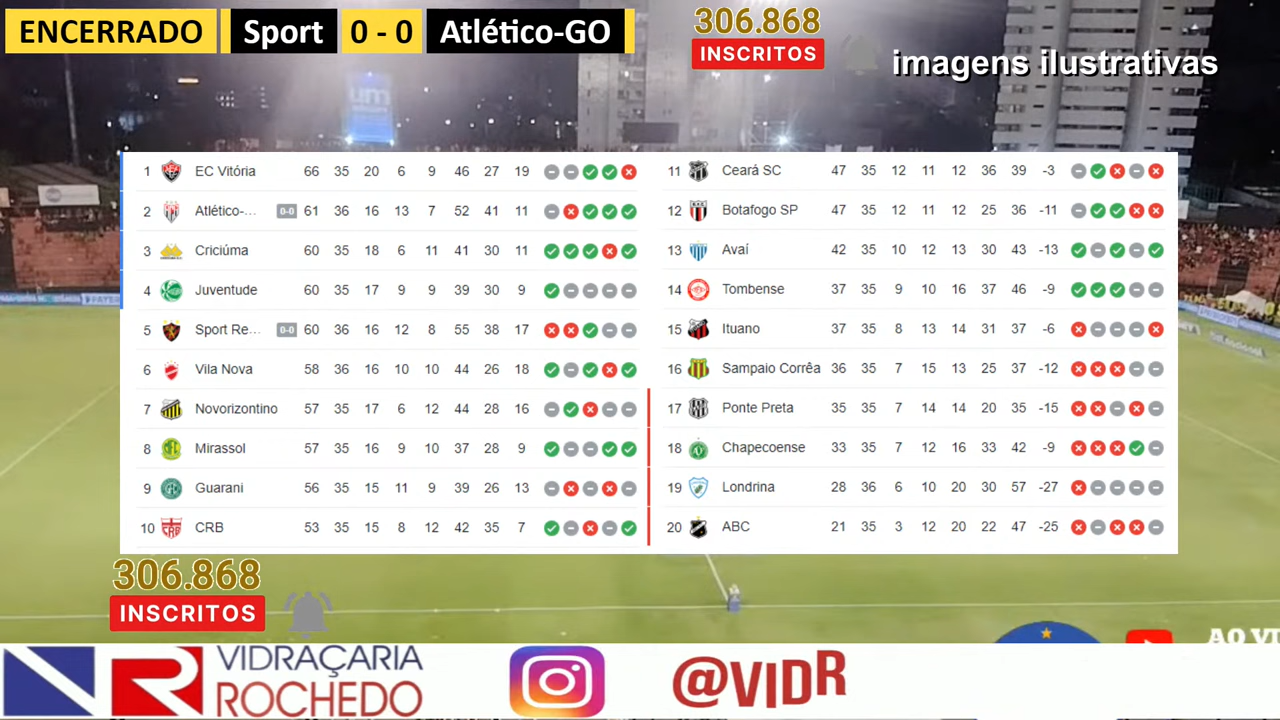 ENCERRADO Sport 0 - 0 Atlético-GO
306.868
INSCRITOS
imagens ilustrativas
1 EC Vitória 66 35 20 6 9 46 27 19
2 Atlético-... 0-0 61 36 16 13 7 52 41 11
3 Criciúma 60 35 18 6 11 41 30 11
4 Juventude 60 35 17 9 9 39 30 9
5 Sport Re... 0-0 60 36 16 12 8 55 38 17
6 Vila Nova 58 36 16 10 10 44 26 18
7 Novorizontino 57 35 17 6 12 44 28 16
8 Mirassol 57 35 16 9 10 37 28 9
9 Guarani 56 35 15 11 9 39 26 13
10 CRB 53 35 15 8 12 42 35 7
11 Ceará SC 47 35 12 11 12 36 39 -3
12 Botafogo SP 47 35 12 11 12 25 36 -11
13 Avaí 42 35 10 12 13 30 43 -13
14 Tombense 37 35 9 10 16 37 46 -9
15 Ituano 37 35 8 13 14 31 37 -6
16 Sampaio Corrêa 36 35 7 15 13 25 37 -12
17 Ponte Preta 35 35 7 14 14 20 35 -15
18 Chapecoense 33 35 7 12 16 33 42 -9
19 Londrina 28 36 6 10 20 30 57 -27
20 ABC 21 35 3 12 20 22 47 -25
306.868
INSCRITOS
AO VI
VIDRAÇARIA
ROCHEDO
@VIDR